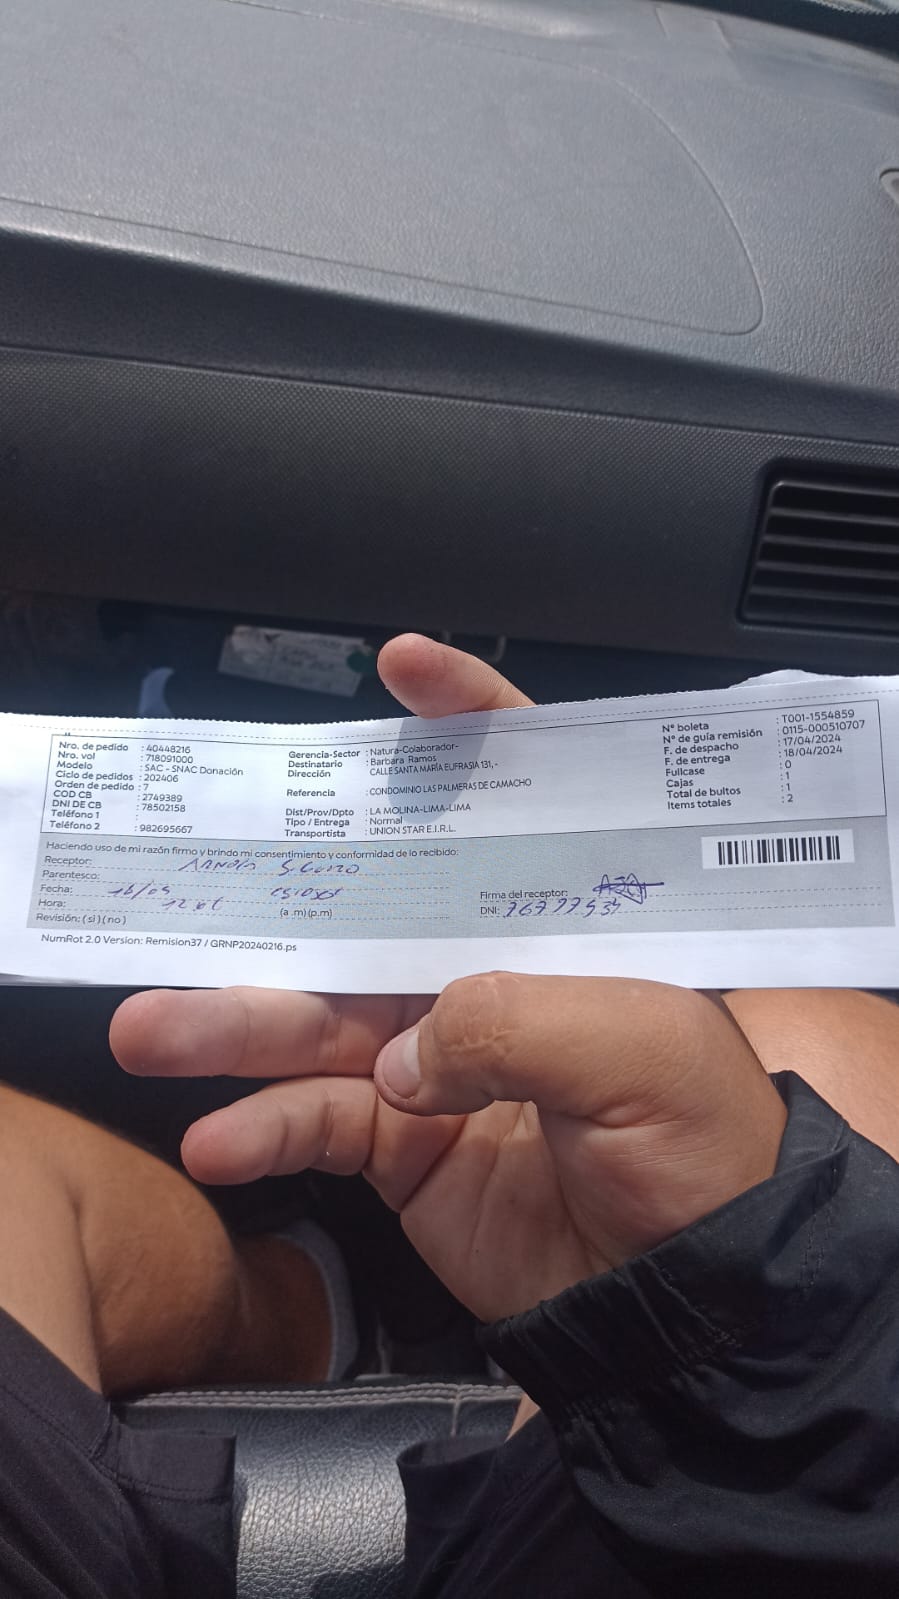 Nro. de pedido : 40448216
Nro. vol : 718091000
Modelo : SAC - SNAC Donación
Ciclo de pedidos : 202406
Orden de pedido : 7
COD CB : 2749389
DNI DE CB : 78502158
Teléfono 1 :
Teléfono 2 : 982695667
Gerencia-Sector : Natura-Colaborador-
Destinatario : Barbara Ramos
Dirección CALLE SANTA MARÍA EUFRASIA 131, -
Referencia : CONDOMINIO LAS PALMERAS DE CAMACHO
Dist/Prov/Dpto : LA MOLINA-LIMA-LIMA
Tipo / Entrega : Normal
Transportista : UNION STAR E.I.R.L.
N° boleta : T001-1554859
N° de guía remisión : 0115-000510707
F. de despacho : 17/04/2024
F. de entrega : 18/04/2024
Fullcase : 0
Cajas : 1
Total de bultos : 1
Items totales : 2
Haciendo uso de mi razón firmo y brindo mi consentimiento y conformidad de lo recibido:
Receptor:
Parentesco:
Fecha:
Hora: (a.m)(p.m)
Revisión: (si) (no)
Firma del receptor:
DNI:
NumRot 2.0 Version: Remision37 / GRNP20240216.ps